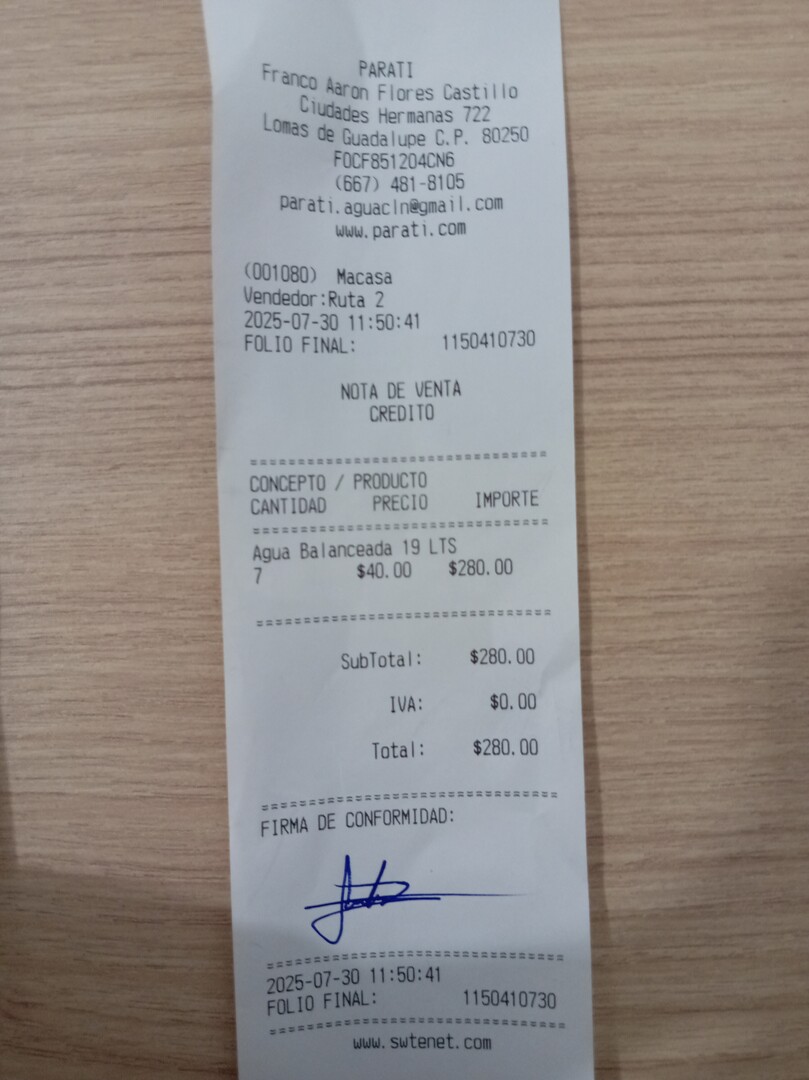 PARATI
Franco Aaron Flores Castillo
Ciudades Hermanas 722
Lomas de Guadalupe C.P. 80250
FOCF851204CN6
(667) 481-8105
parati.aguacln@gmail.com
www.parati.com
(001080) Macasa
Vendedor:Ruta 2
2025-07-30 11:50:41
FOLIO FINAL: 1150410730
NOTA DE VENTA
CREDITO
================================
CONCEPTO / PRODUCTO
CANTIDAD PRECIO IMPORTE
================================
Agua Balanceada 19 LTS
7 $40.00 $280.00
================================
SubTotal: $280.00
IVA: $0.00
Total: $280.00
================================
FIRMA DE CONFORMIDAD:
================================
2025-07-30 11:50:41
FOLIO FINAL: 1150410730
================================
www.swtenet.com